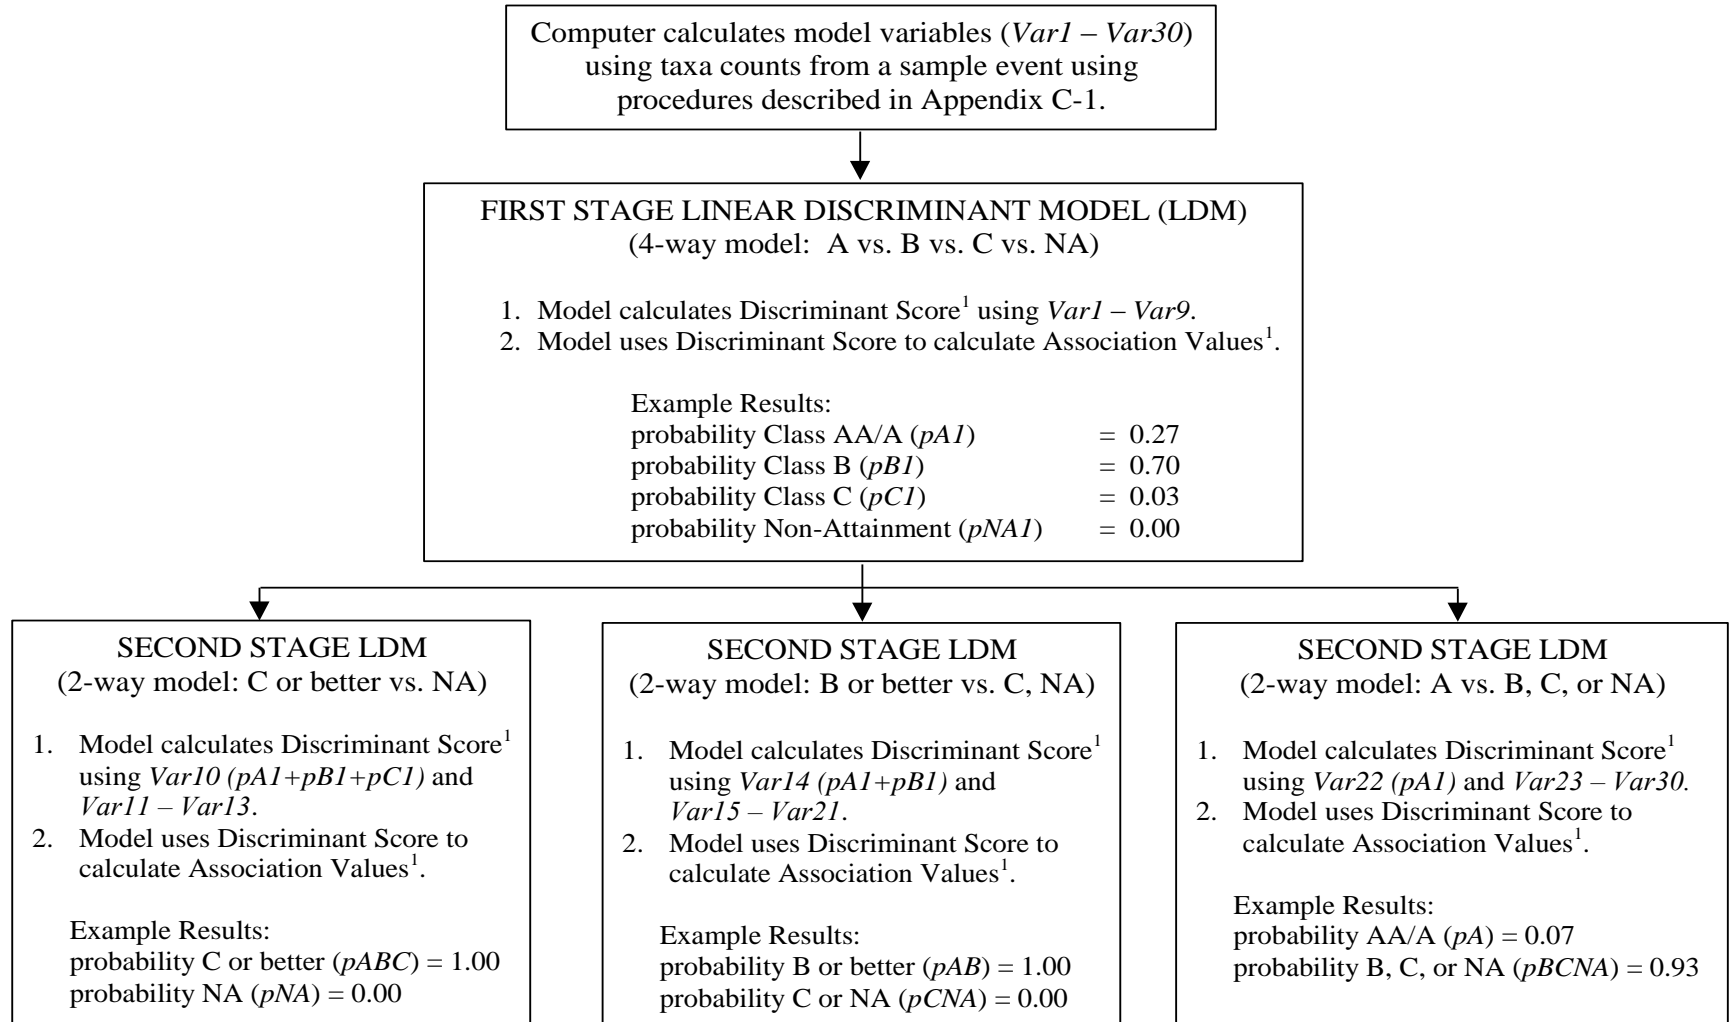 Computer calculates model variables (Var1 – Var30)
using taxa counts from a sample event using
procedures described in Appendix C-1.
FIRST STAGE LINEAR DISCRIMINANT MODEL (LDM)
(4-way model: A vs. B vs. C vs. NA)
1. Model calculates Discriminant Score¹ using Var1 – Var9.
2. Model uses Discriminant Score to calculate Association Values¹.
Example Results:
probability Class AA/A (pA1) = 0.27
probability Class B (pB1) = 0.70
probability Class C (pC1) = 0.03
probability Non-Attainment (pNA1) = 0.00
SECOND STAGE LDM
(2-way model: C or better vs. NA)
1. Model calculates Discriminant Score¹
using Var10 (pA1+pB1+pC1) and
Var11 – Var13.
2. Model uses Discriminant Score to
calculate Association Values¹.
Example Results:
probability C or better (pABC) = 1.00
probability NA (pNA) = 0.00
SECOND STAGE LDM
(2-way model: B or better vs. C, NA)
1. Model calculates Discriminant Score¹
using Var14 (pA1+pB1) and
Var15 – Var21.
2. Model uses Discriminant Score to
calculate Association Values¹.
Example Results:
probability B or better (pAB) = 1.00
probability C or NA (pCNA) = 0.00
SECOND STAGE LDM
(2-way model: A vs. B, C, or NA)
1. Model calculates Discriminant Score¹
using Var22 (pA1) and Var23 – Var30.
2. Model uses Discriminant Score to
calculate Association Values¹.
Example Results:
probability AA/A (pA) = 0.07
probability B, C, or NA (pBCNA) = 0.93